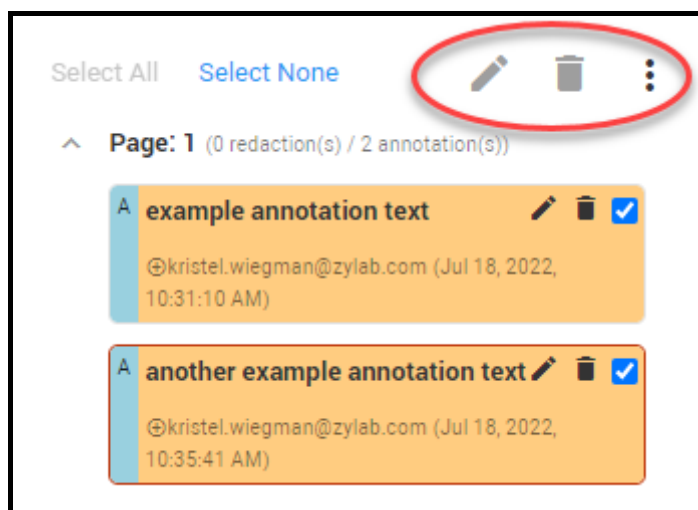 Select All Select None
Page: 1 (0 redaction(s) / 2 annotation(s))
A example annotation text
⊕kristel.wiegman@zylab.com (Jul 18, 2022,
10:31:10 AM)
A another example annotation text
⊕kristel.wiegman@zylab.com (Jul 18, 2022,
10:35:41 AM)